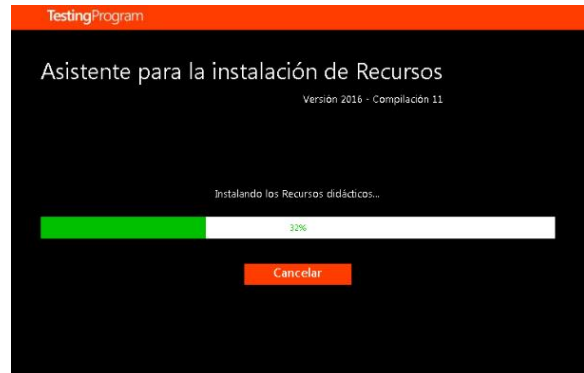 TestingProgram
Asistente para la instalación de Recursos
Versión 2016 - Compilación 11
Instalando los Recursos didácticos...
32%
Cancelar